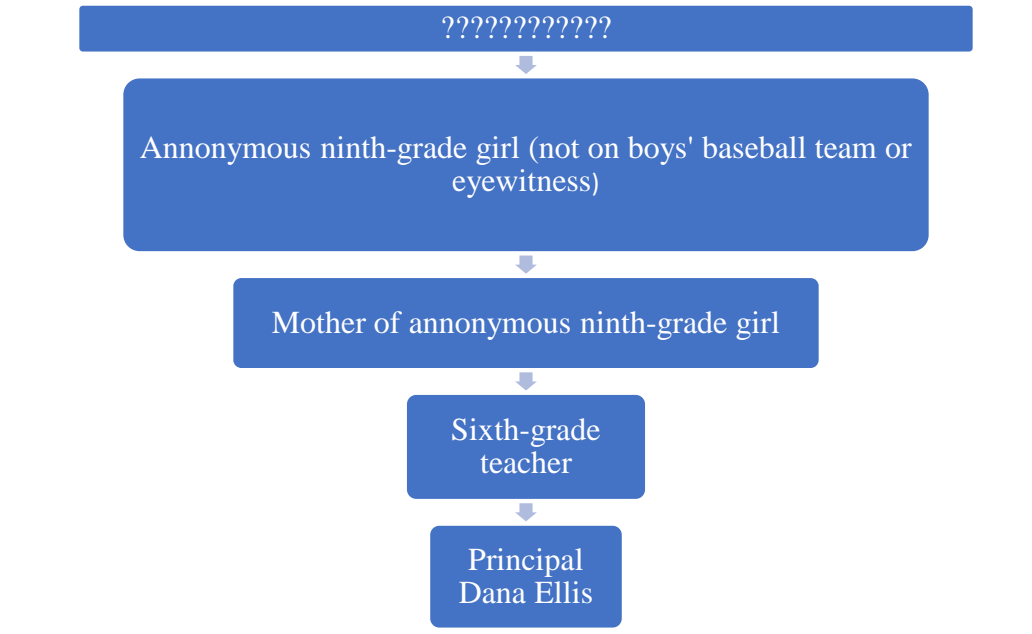 ????????????
Annonymous ninth-grade girl (not on boys' baseball team or
eyewitness)
Mother of annonymous ninth-grade girl
Sixth-grade
teacher
Principal
Dana Ellis